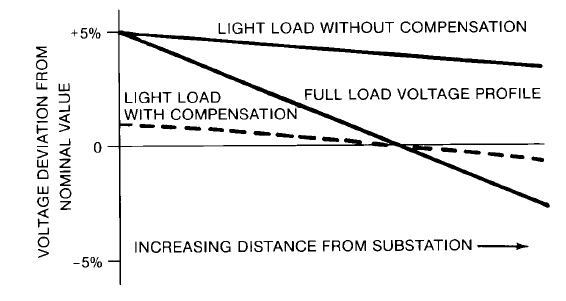 LIGHT LOAD WITHOUT COMPENSATION
+5%
LIGHT LOAD
WITH COMPENSATION
FULL LOAD VOLTAGE PROFILE
0
VOLTAGE DEVIATION FROM
NOMINAL VALUE
INCREASING DISTANCE FROM SUBSTATION
-5%